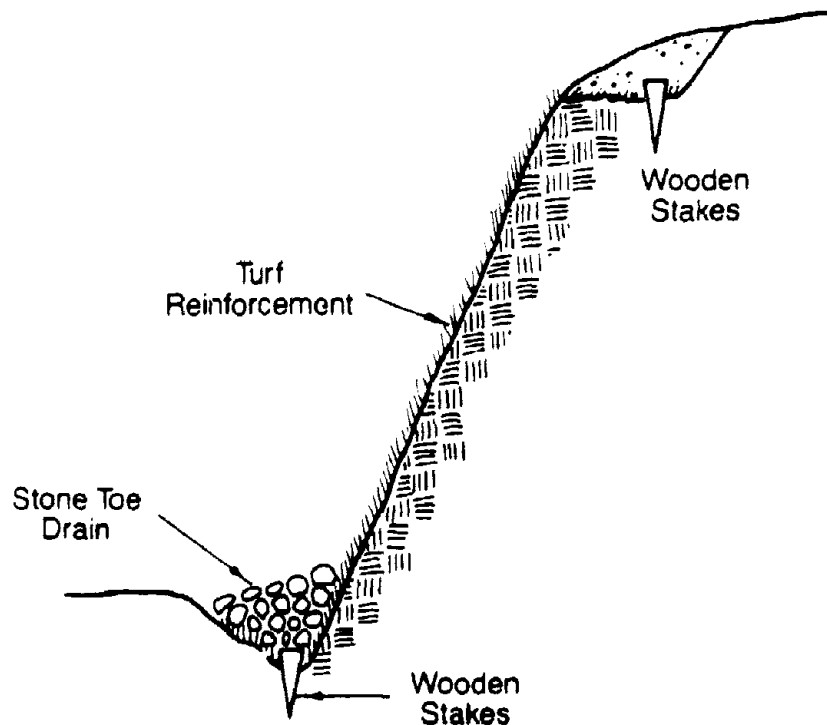 Wooden
Stakes
Turf
Reinforcement
Stone Toe
Drain
Wooden
Stakes